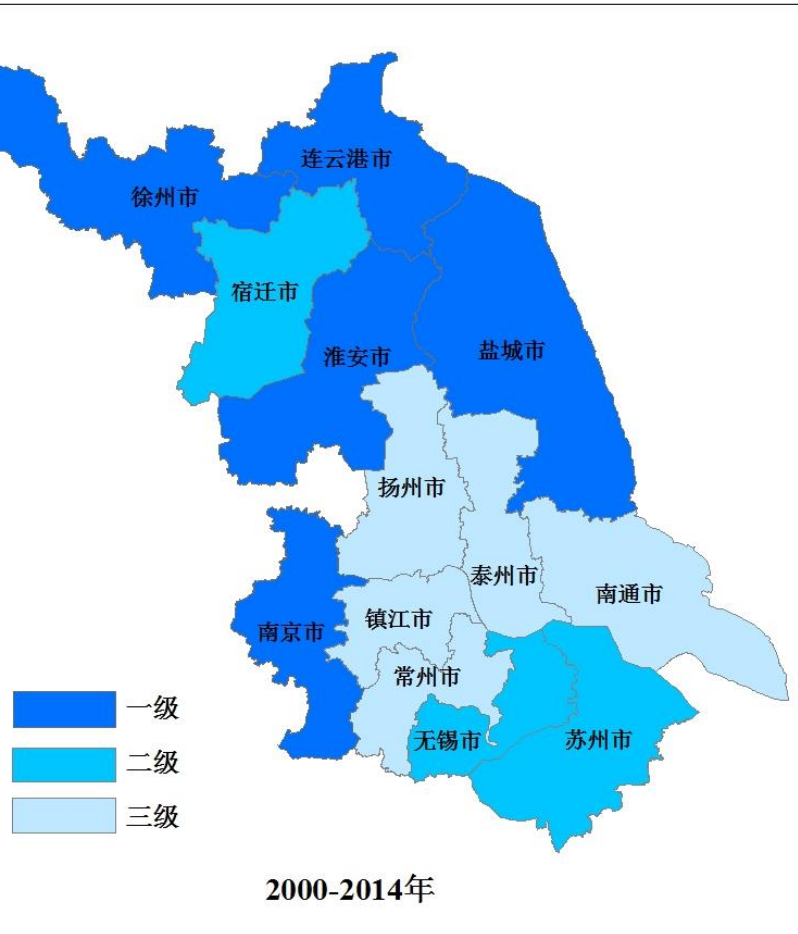 连云港市
徐州市
宿迁市
淮安市
盐城市
扬州市
泰州市
南通市
镇江市
南京市
常州市
无锡市
苏州市
一级
二级
三级
2000-2014年